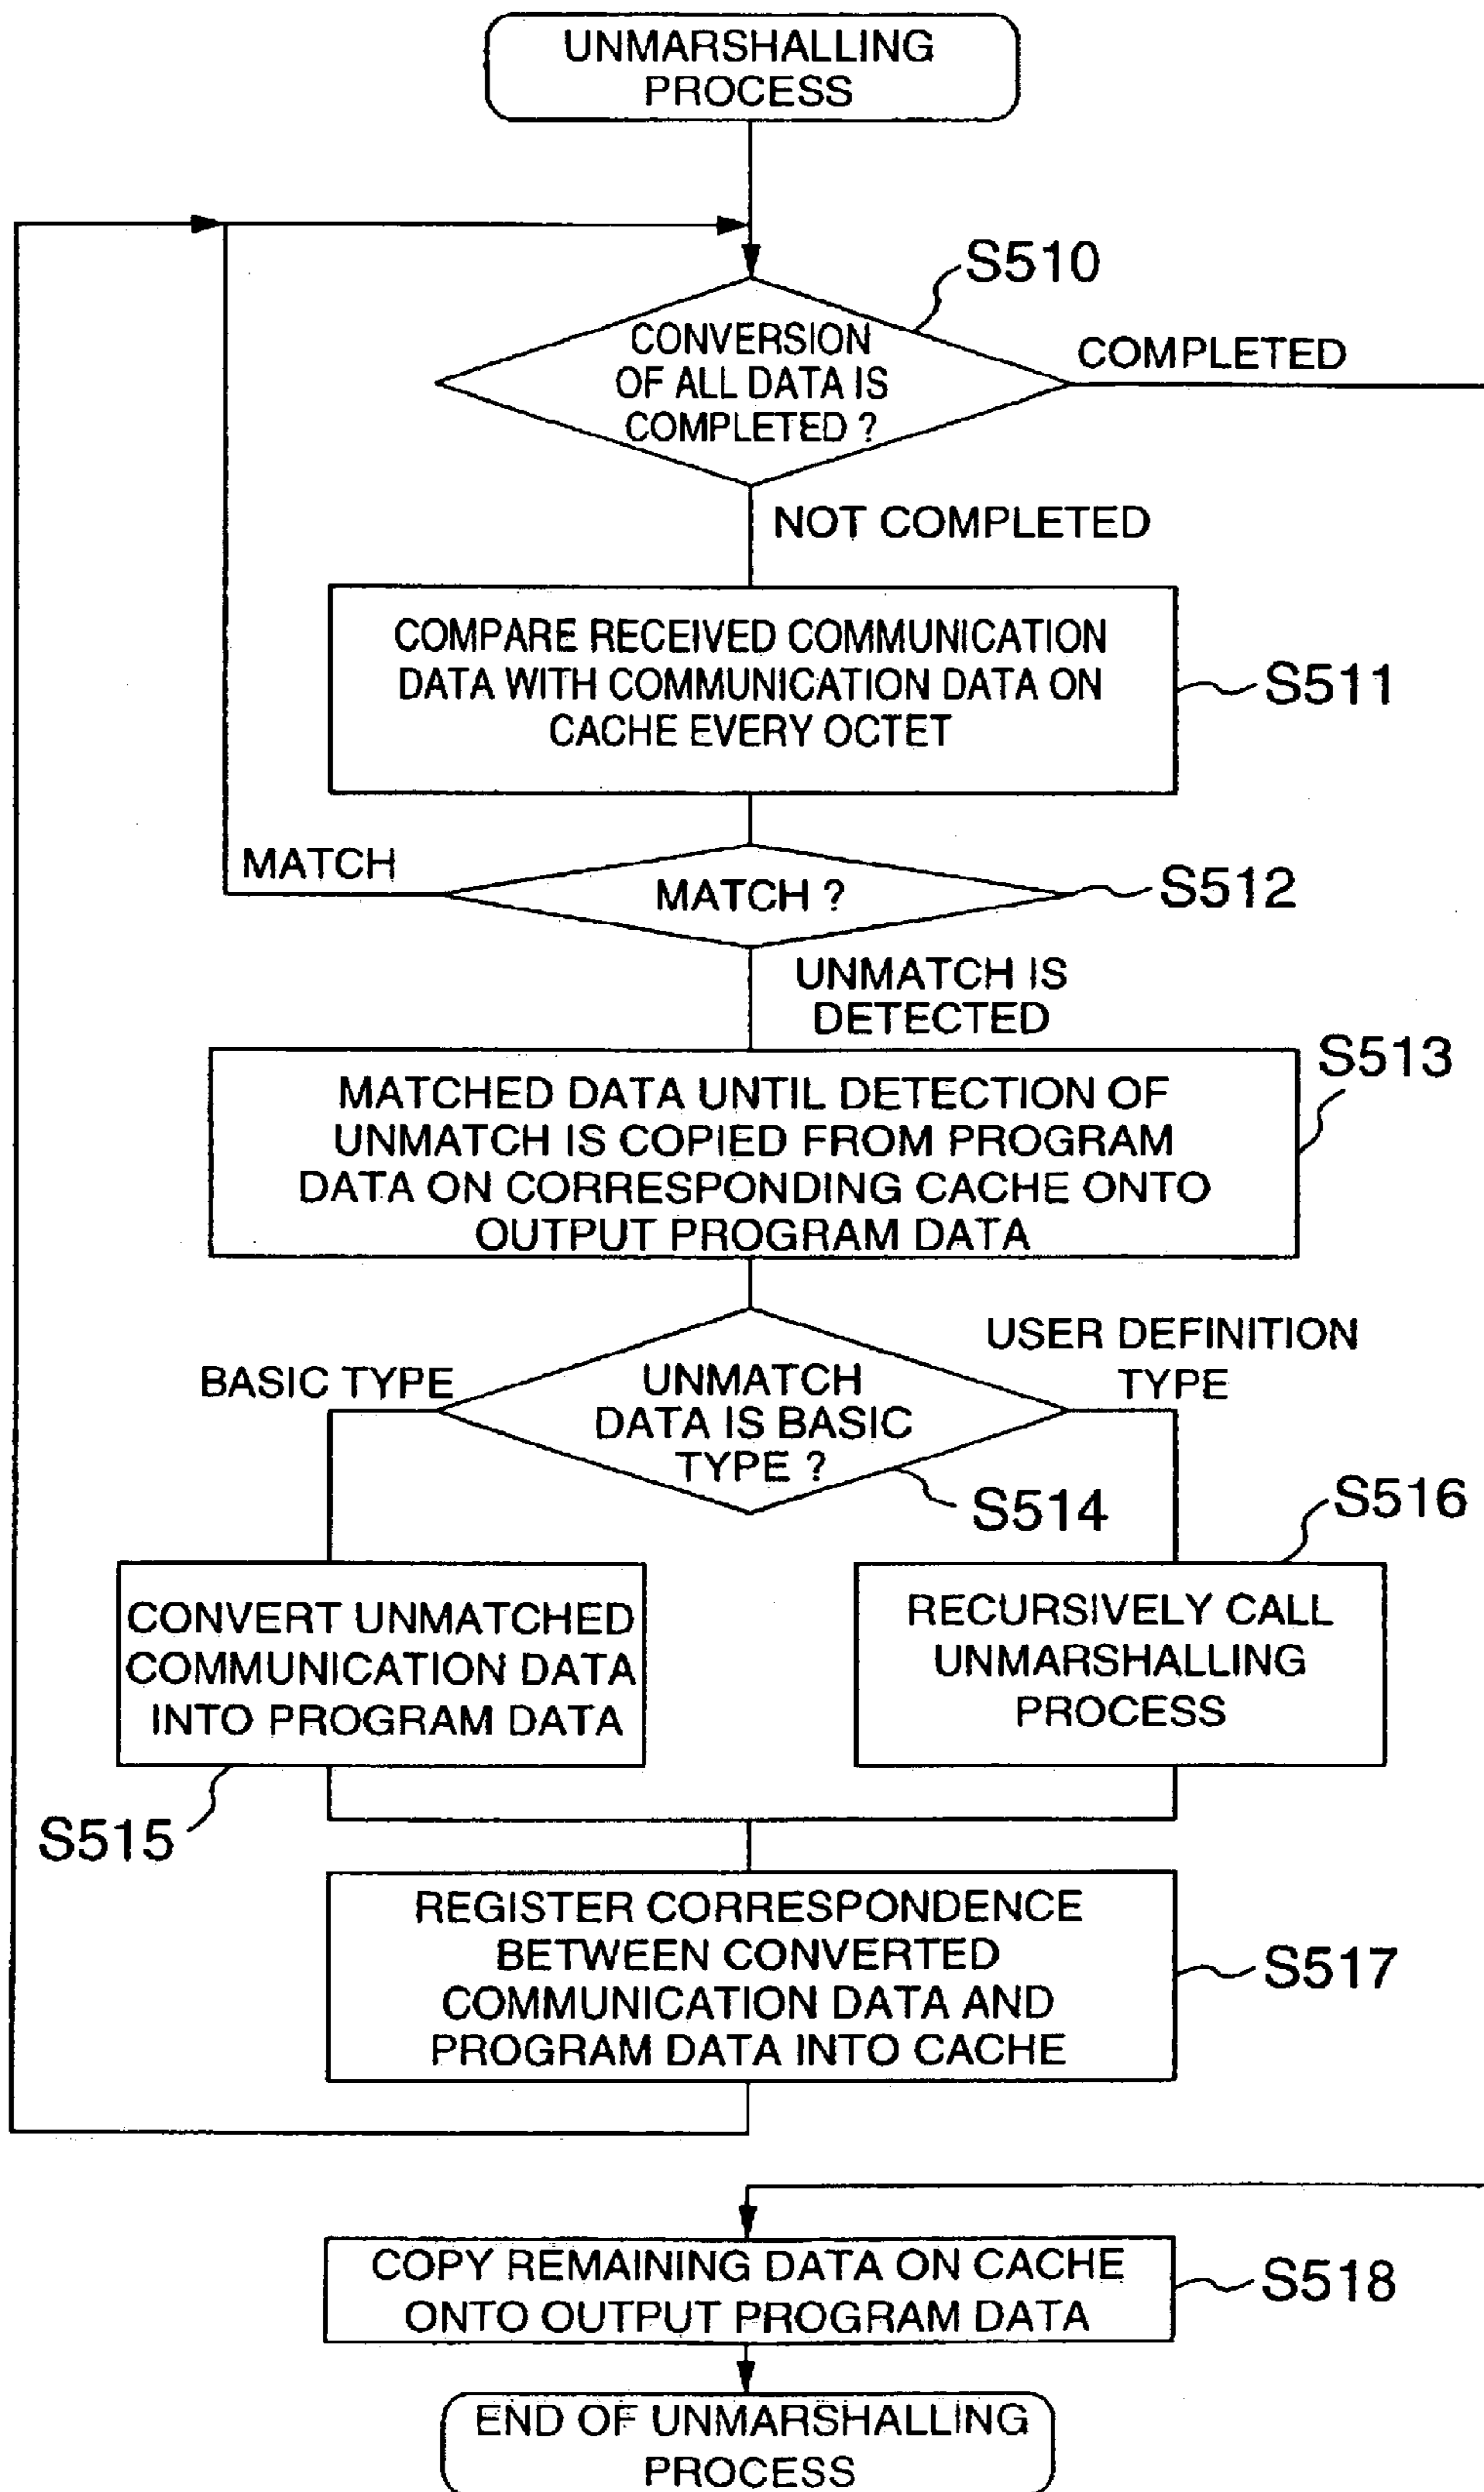 UNMARSHALLING
PROCESS
S510
CONVERSION
OF ALL DATA IS
COMPLETED ?
COMPLETED
NOT COMPLETED
COMPARE RECEIVED COMMUNICATION
DATA WITH COMMUNICATION DATA ON
CACHE EVERY OCTET
S511
MATCH
MATCH ?
S512
UNMATCH IS
DETECTED
S513
MATCHED DATA UNTIL DETECTION OF
UNMATCH IS COPIED FROM PROGRAM
DATA ON CORRESPONDING CACHE ONTO
OUTPUT PROGRAM DATA
BASIC TYPE
UNMATCH
DATA IS BASIC
TYPE ?
USER DEFINITION
TYPE
S514
S516
CONVERT UNMATCHED
COMMUNICATION DATA
INTO PROGRAM DATA
RECURSIVELY CALL
UNMARSHALLING
PROCESS
S515
REGISTER CORRESPONDENCE
BETWEEN CONVERTED
COMMUNICATION DATA AND
PROGRAM DATA INTO CACHE
S517
COPY REMAINING DATA ON CACHE
ONTO OUTPUT PROGRAM DATA
S518
END OF UNMARSHALLING
PROCESS